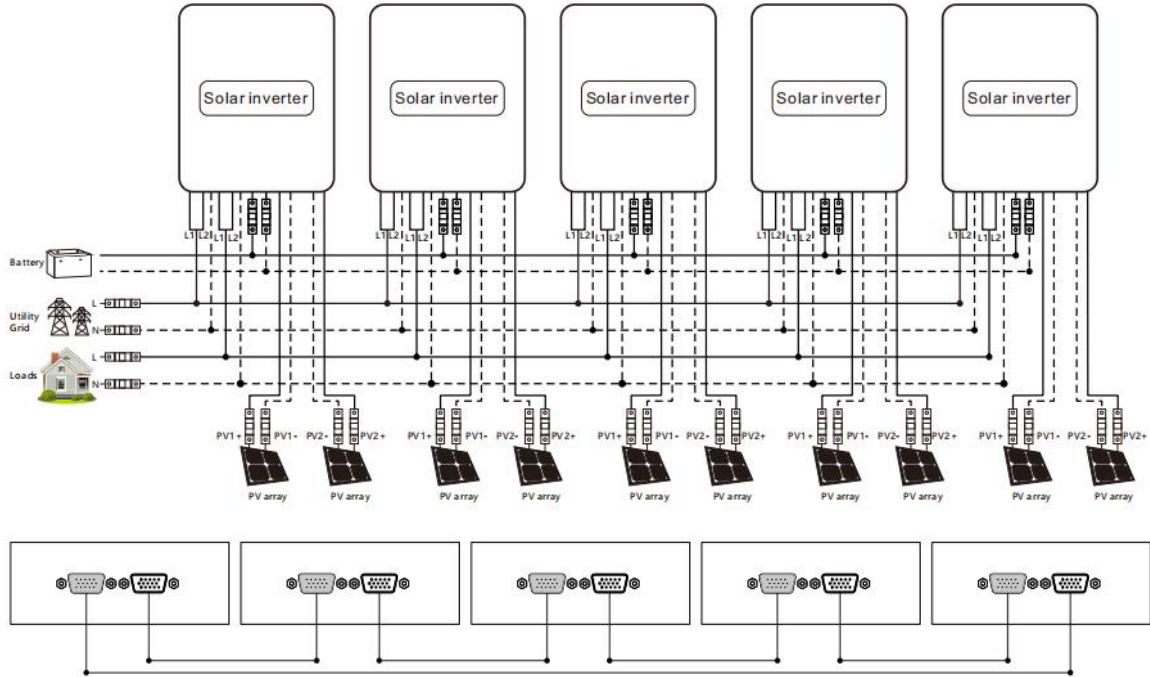 Solar inverter Solar inverter Solar inverter Solar inverter Solar inverter
L1 L2 L1 L2 L1 L2 L1 L2 L1 L2 L1 L2 L1 L2 L1 L2 L1 L2 L1 L2
Battery
L
Utility
Grid
N
L
Loads
N
PV1+ PV1- PV2- PV2+ PV1+ PV1- PV2- PV2+ PV1+ PV1- PV2- PV2+ PV1+ PV1- PV2- PV2+ PV1+ PV1- PV2- PV2+
PV array PV array PV array PV array PV array PV array PV array PV array PV array PV array